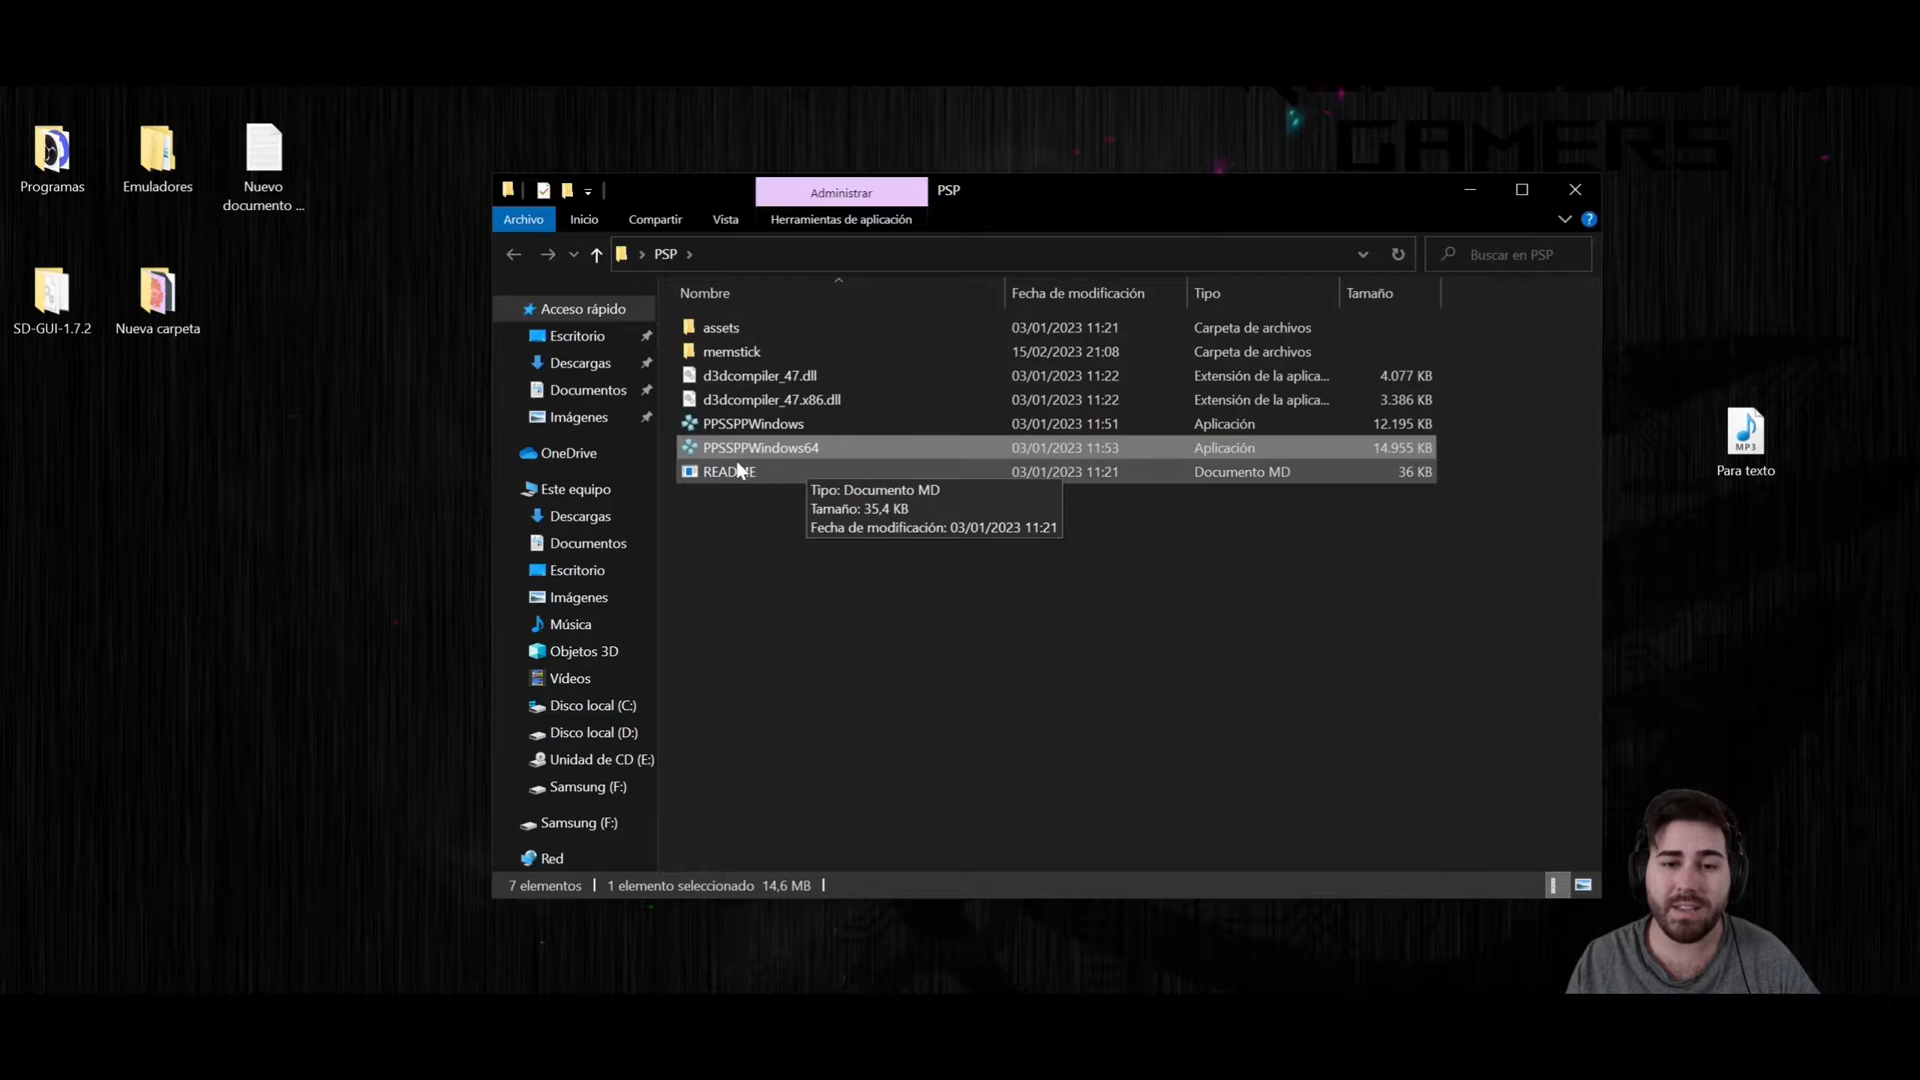 GAMERS
Programas
Emuladores
Nuevo
documento ...
SD-GUI-1.7.2
Nueva carpeta
MP3
Para texto
Administrar
PSP
Archivo
Inicio
Compartir
Vista
Herramientas de aplicación
PSP
Buscar en PSP
Nombre
Fecha de modificación
Tipo
Tamaño
assets
03/01/2023 11:21
Carpeta de archivos
memstick
15/02/2023 21:08
Carpeta de archivos
d3dcompiler_47.dll
03/01/2023 11:22
Extensión de la aplica...
4.077 KB
d3dcompiler_47.x86.dll
03/01/2023 11:22
Extensión de la aplica...
3.386 KB
PPSSPPWindows
03/01/2023 11:51
Aplicación
12.195 KB
PPSSPPWindows64
03/01/2023 11:53
Aplicación
14.955 KB
README
03/01/2023 11:21
Documento MD
36 KB
Tipo: Documento MD
Tamaño: 35,4 KB
Fecha de modificación: 03/01/2023 11:21
Acceso rápido
Escritorio
Descargas
Documentos
Imágenes
OneDrive
Este equipo
Descargas
Documentos
Escritorio
Imágenes
Música
Objetos 3D
Vídeos
Disco local (C:)
Disco local (D:)
Unidad de CD (E:)
Samsung (F:)
Samsung (F:)
Red
7 elementos
1 elemento seleccionado 14,6 MB